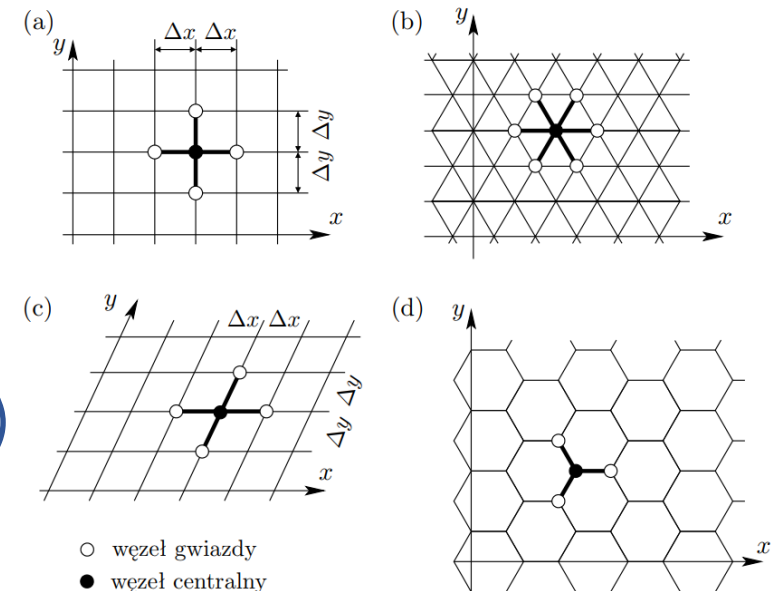 (a)
y
Δx Δx
Δy
Δy
x
(b)
y
x
(c)
y
Δx Δx
Δy
Δy
x
węzeł gwiazdy
węzeł centralny
(d)
y
x